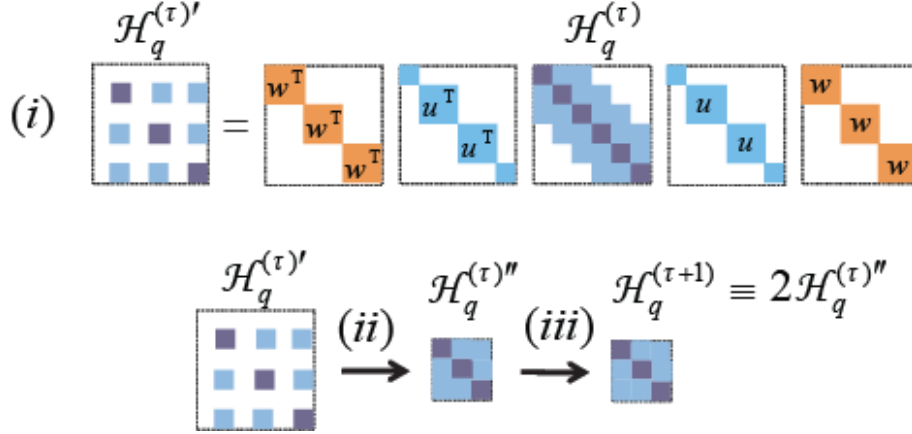 ℋ_q^{(τ)′} ℋ_q^{(τ)}
(i) = w^T w^T w^T u^T u^T u u w w w
ℋ_q^{(τ)′} ℋ_q^{(τ)″} ℋ_q^{(τ+1)} ≡ 2ℋ_q^{(τ)″}
(ii) (iii)